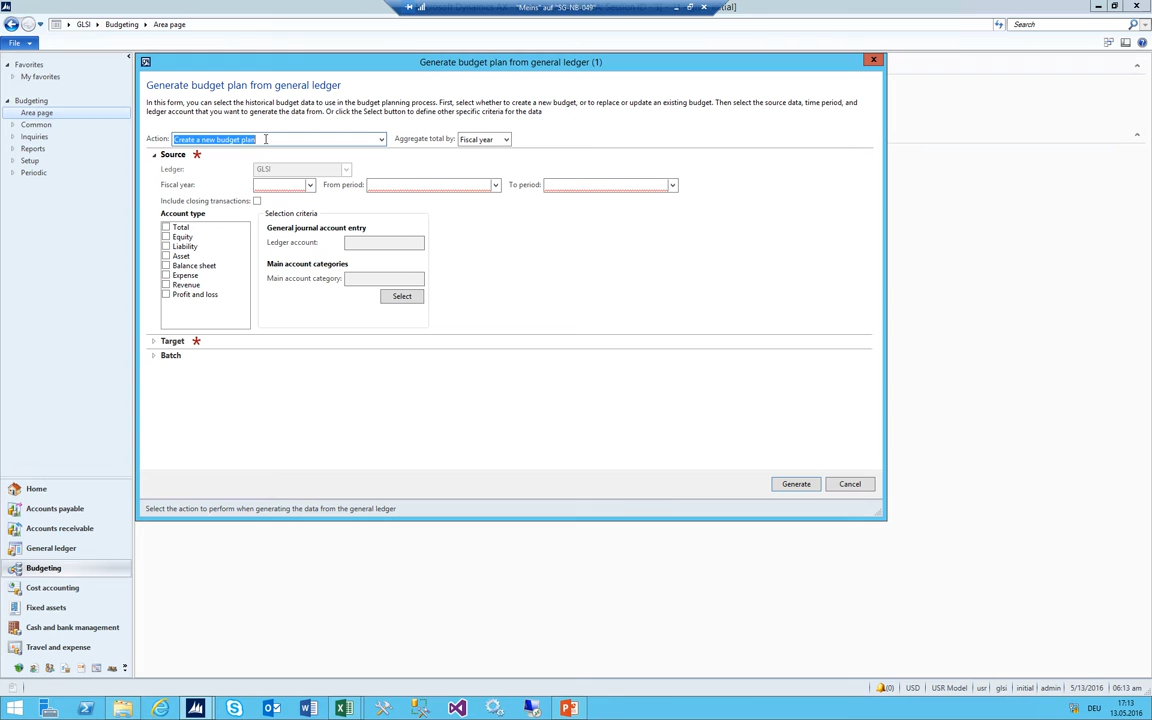 "Meins" auf "SG-NB-049"
GLSI Budgeting Area page
Search
File
Favorites
My favorites
Budgeting
Area page
Common
Inquiries
Reports
Setup
Periodic
Generate budget plan from general ledger (1)
Generate budget plan from general ledger
In this form, you can select the historical budget data to use in the budget planning process. First, select whether to create a new budget, or to replace or update an existing budget. Then select the source data, time period, and
ledger account that you want to generate the data from. Or click the Select button to define other specific criteria for the data
Action: Create a new budget plan Aggregate total by: Fiscal year
Source
Ledger: GLSI
Fiscal year: From period: To period:
Include closing transactions:
Account type
Total
Equity
Liability
Asset
Balance sheet
Expense
Revenue
Profit and loss
Selection criteria
General journal account entry
Ledger account:
Main account categories
Main account category:
Select
Target
Batch
Generate Cancel
Select the action to perform when generating the data from the general ledger
Home
Accounts payable
Accounts receivable
General ledger
Budgeting
Cost accounting
Fixed assets
Cash and bank management
Travel and expense
(0) USD USR Model usr glsi initial admin 5/13/2016 06:13 am
DEU 17:13
13.05.2016